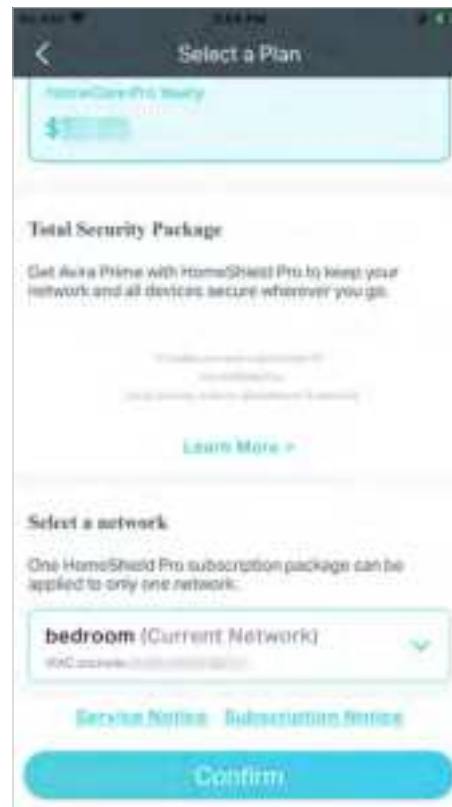 Select a Plan
$
Total Security Package
Get Avira Prime with HomeShield Pro to keep your
network and all devices secure wherever you go.
Learn More >
Select a network
One HomeShield Pro subscription package can be
applied to only one network.
bedroom (Current Network)
Service Notice Subscription Notice
Confirm